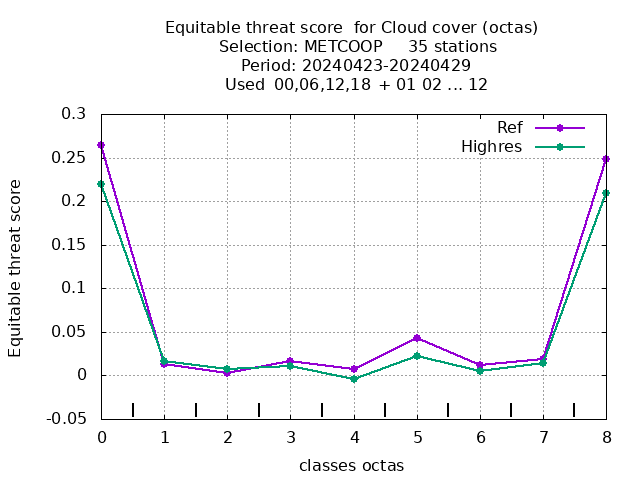 Equitable threat score  for Cloud cover (octas)
Selection: METCOOP     35 stations
Period: 20240423-20240429
Used  00,06,12,18 + 01 02 ... 12
Ref
Highres
0.3
0.25
0.2
0.15
0.1
0.05
0
-0.05
Equitable threat score
0 1 2 3 4 5 6 7 8
classes octas